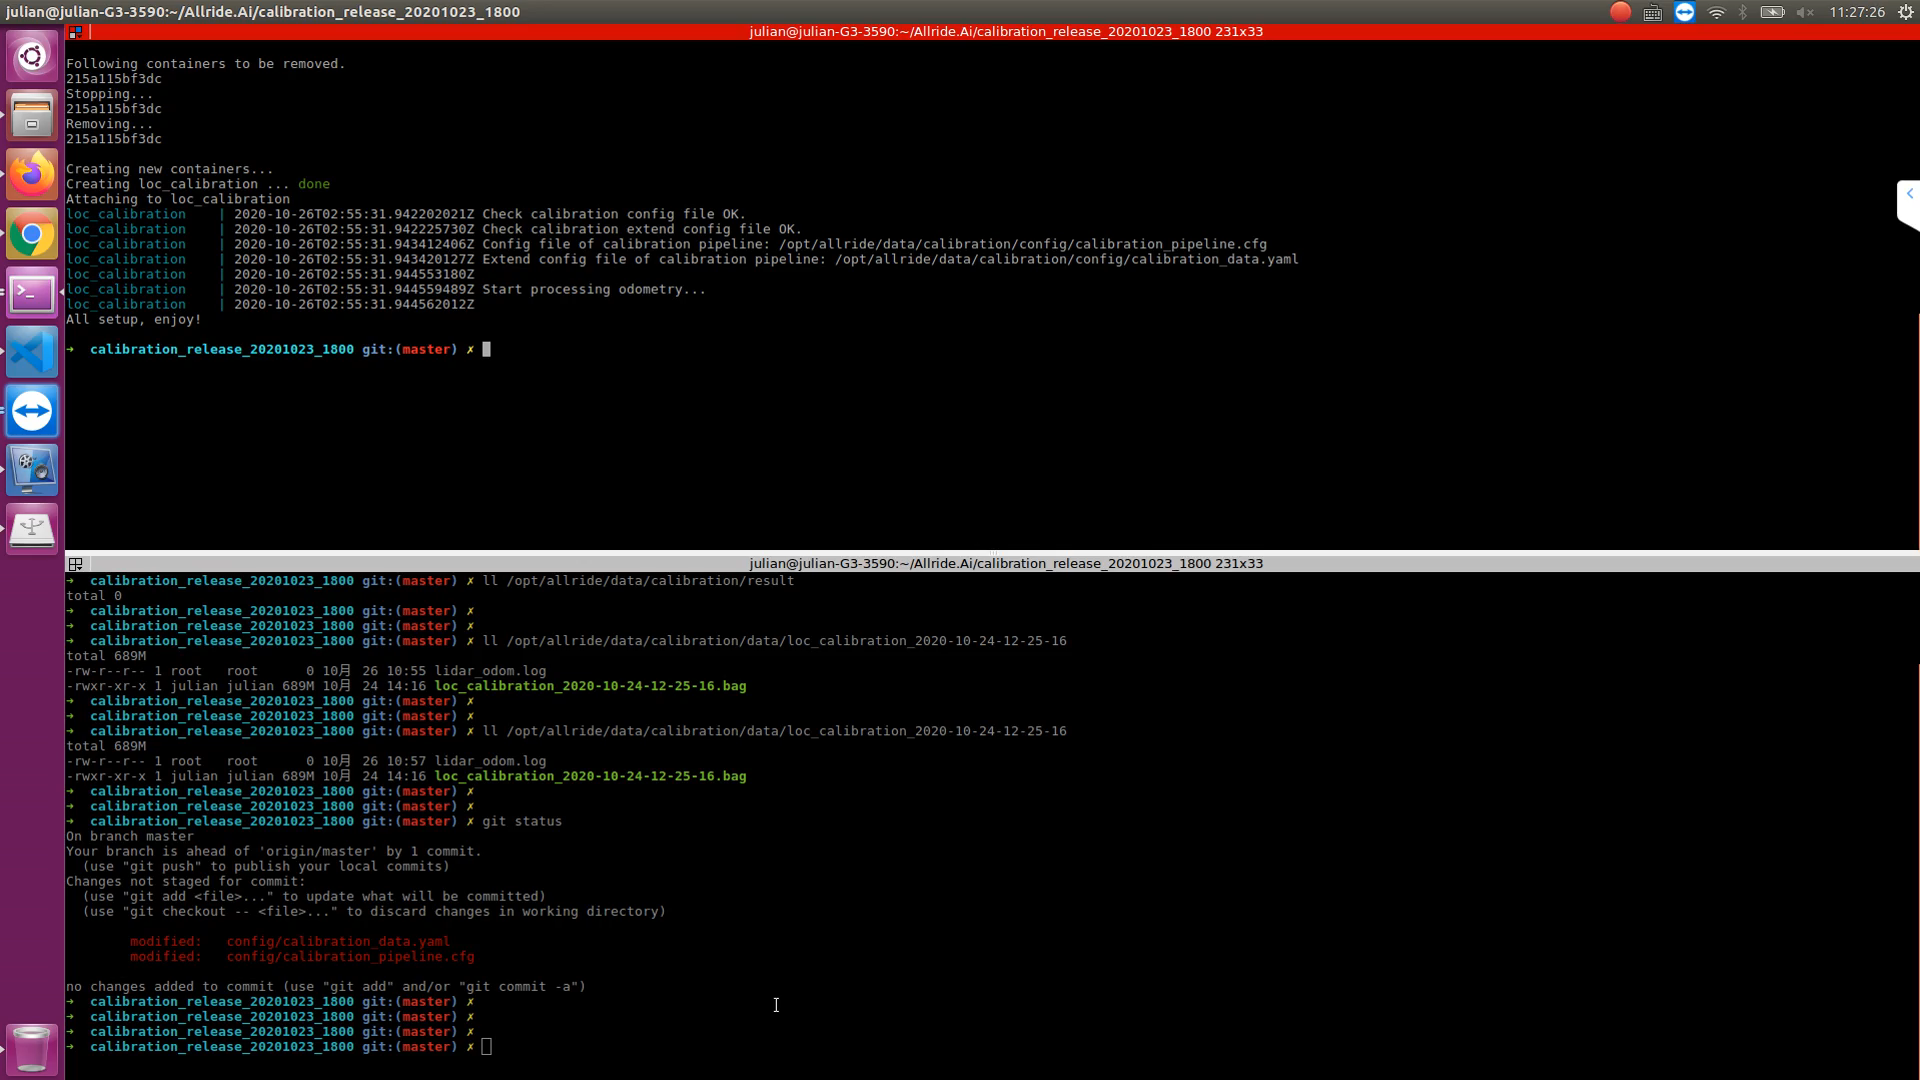 julian@julian-G3-3590:~/Allride.Ai/calibration_release_20201023_1800
11:27:26
julian@julian-G3-3590:~/Allride.Ai/calibration_release_20201023_1800 231x33
Following containers to be removed.
215a115bf3dc
Stopping...
215a115bf3dc
Removing...
215a115bf3dc
Creating new containers...
Creating loc_calibration ... done
Attaching to loc_calibration
loc_calibration    | 2020-10-26T02:55:31.942202021Z Check calibration config file OK.
loc_calibration    | 2020-10-26T02:55:31.942225730Z Check calibration extend config file OK.
loc_calibration    | 2020-10-26T02:55:31.943412406Z Config file of calibration pipeline: /opt/allride/data/calibration/config/calibration_pipeline.cfg
loc_calibration    | 2020-10-26T02:55:31.943420127Z Extend config file of calibration pipeline: /opt/allride/data/calibration/config/calibration_data.yaml
loc_calibration    | 2020-10-26T02:55:31.944553180Z
loc_calibration    | 2020-10-26T02:55:31.944559489Z Start processing odometry...
loc_calibration    | 2020-10-26T02:55:31.944562012Z
All setup, enjoy!
➜  calibration_release_20201023_1800 git:(master) ✗
julian@julian-G3-3590:~/Allride.Ai/calibration_release_20201023_1800 231x33
➜  calibration_release_20201023_1800 git:(master) ✗ ll /opt/allride/data/calibration/result
total 0
➜  calibration_release_20201023_1800 git:(master) ✗
➜  calibration_release_20201023_1800 git:(master) ✗
➜  calibration_release_20201023_1800 git:(master) ✗ ll /opt/allride/data/calibration/data/loc_calibration_2020-10-24-12-25-16
total 689M
-rw-r--r-- 1 root   root      0 10月 26 10:55 lidar_odom.log
-rwxr-xr-x 1 julian julian 689M 10月 24 14:16 loc_calibration_2020-10-24-12-25-16.bag
➜  calibration_release_20201023_1800 git:(master) ✗
➜  calibration_release_20201023_1800 git:(master) ✗
➜  calibration_release_20201023_1800 git:(master) ✗ ll /opt/allride/data/calibration/data/loc_calibration_2020-10-24-12-25-16
total 689M
-rw-r--r-- 1 root   root      0 10月 26 10:57 lidar_odom.log
-rwxr-xr-x 1 julian julian 689M 10月 24 14:16 loc_calibration_2020-10-24-12-25-16.bag
➜  calibration_release_20201023_1800 git:(master) ✗
➜  calibration_release_20201023_1800 git:(master) ✗
➜  calibration_release_20201023_1800 git:(master) ✗ git status
On branch master
Your branch is ahead of 'origin/master' by 1 commit.
  (use "git push" to publish your local commits)
Changes not staged for commit:
  (use "git add <file>..." to update what will be committed)
  (use "git checkout -- <file>..." to discard changes in working directory)
        modified:   config/calibration_data.yaml
        modified:   config/calibration_pipeline.cfg
no changes added to commit (use "git add" and/or "git commit -a")
➜  calibration_release_20201023_1800 git:(master) ✗
➜  calibration_release_20201023_1800 git:(master) ✗
➜  calibration_release_20201023_1800 git:(master) ✗
➜  calibration_release_20201023_1800 git:(master) ✗